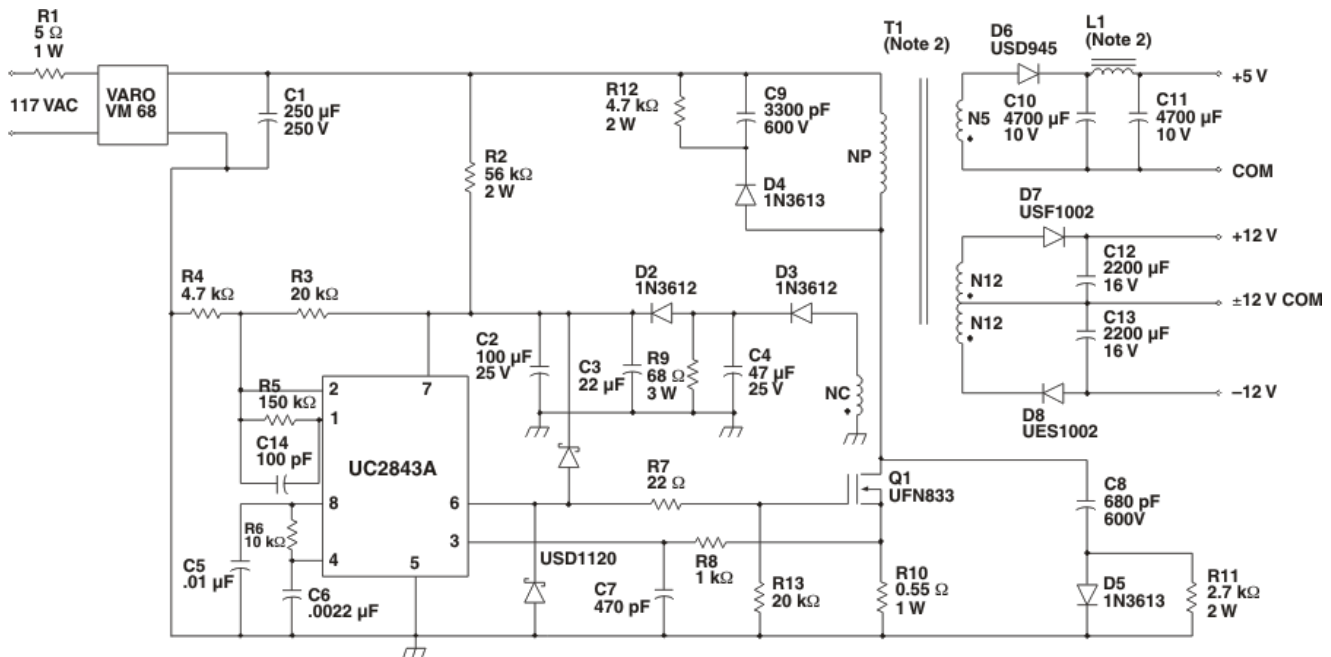 R1
5 Ω
1 W
117 VAC
VARO
VM 68
C1
250 µF
250 V
R12
4.7 kΩ
2 W
C9
3300 pF
600 V
T1
(Note 2)
NP
D4
1N3613
R2
56 kΩ
2 W
D6
USD945
L1
(Note 2)
+5 V
N5
C10
4700 µF
10 V
C11
4700 µF
10 V
COM
D7
USF1002
+12 V
N12
C12
2200 µF
16 V
±12 V COM
N12
C13
2200 µF
16 V
–12 V
D8
UES1002
R4
4.7 kΩ
R3
20 kΩ
D2
1N3612
D3
1N3612
C2
100 µF
25 V
C3
22 µF
R9
68 Ω
3 W
C4
47 µF
25 V
NC
R5
150 kΩ
C14
100 pF
2
1
7
UC2843A
8
4
5
6
3
R6
10 kΩ
C5
.01 µF
C6
.0022 µF
USD1120
R7
22 Ω
Q1
UFN833
C7
470 pF
R8
1 kΩ
R13
20 kΩ
R10
0.55 Ω
1 W
C8
680 pF
600V
D5
1N3613
R11
2.7 kΩ
2 W